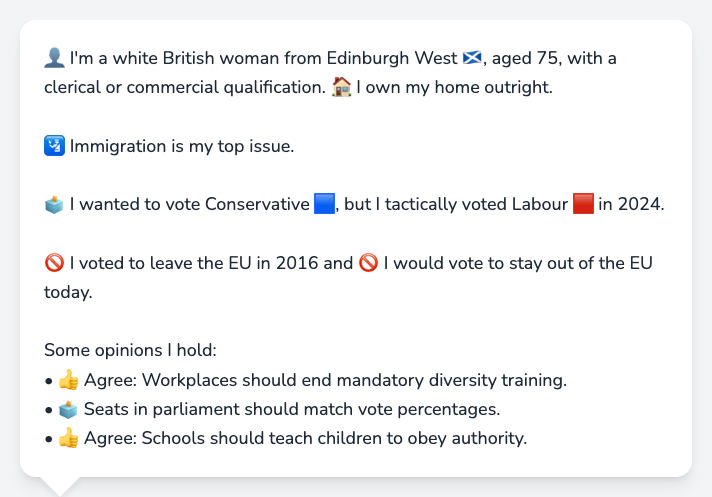 👤 I'm a white British woman from Edinburgh West 🏴󠁧󠁢󠁳󠁣󠁴󠁿, aged 75, with a
clerical or commercial qualification. 🏠 I own my home outright.
🛂 Immigration is my top issue.
🗳️ I wanted to vote Conservative 🟦, but I tactically voted Labour 🟥 in 2024.
🚫 I voted to leave the EU in 2016 and 🚫 I would vote to stay out of the EU
today.
Some opinions I hold:
• 👍 Agree: Workplaces should end mandatory diversity training.
• 🗳️ Seats in parliament should match vote percentages.
• 👍 Agree: Schools should teach children to obey authority.